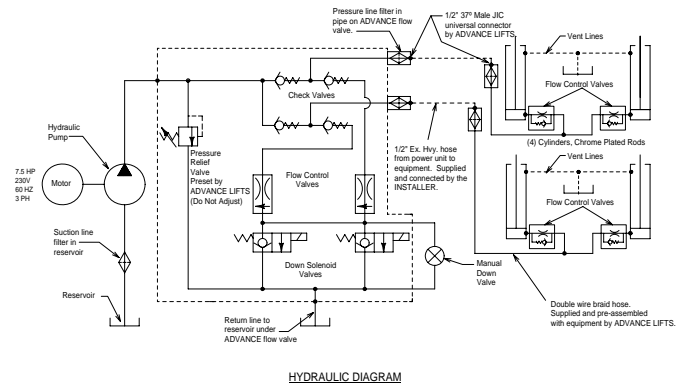 Pressure line filter in
pipe on ADVANCE flow
valve.
1/2" 37º Male JIC
universal connector
by ADVANCE LIFTS
Vent Lines
Flow Control Valves
(4) Cylinders, Chrome Plated Rods
Vent Lines
Flow Control Valves
Check Valves
Hydraulic
Pump
7.5 HP
230V
60 HZ
3 PH
Motor
Pressure
Relief
Valve
Preset by
ADVANCE LIFTS
(Do Not Adjust)
Flow Control
Valves
1/2" Ex. Hvy. hose
from power unit to
equipment. Supplied
and connected by the
INSTALLER.
Suction line
filter in
reservoir
Down Solenoid
Valves
Manual
Down
Valve
Reservoir
Return line to
reservoir under
ADVANCE flow valve
Double wire braid hose.
Supplied and pre-assembled
with equipment by ADVANCE LIFTS.
HYDRAULIC DIAGRAM